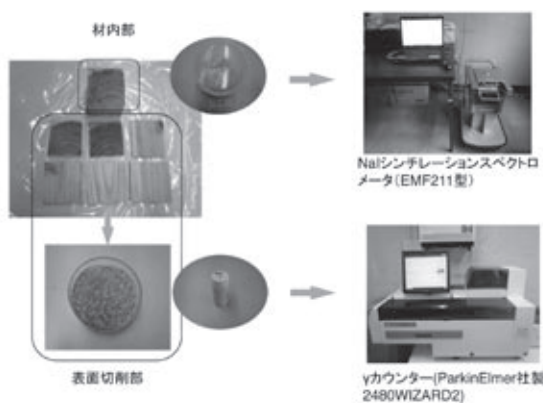 材内部
NaIシンチレーションスペクトロ
メータ(EMF211型)
表面切削部
γカウンター(ParkinElmer社製
2480WIZARD2)